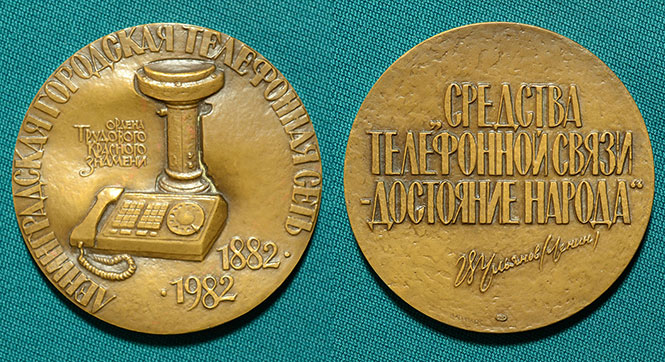 ЛЕНИНГРАДСКАЯ ГОРОДСКАЯ ТЕЛЕФОННАЯ СЕТЬ
ОРДЕНА
ТРУДОВОГО
КРАСНОГО
ЗНАМЕНИ
1882 ·
· 1982
„СРЕДСТВА
ТЕЛЕФОННОЙ СВЯЗИ
-ДОСТОЯНИЕ НАРОДА“
В Ульянов (Ленин)